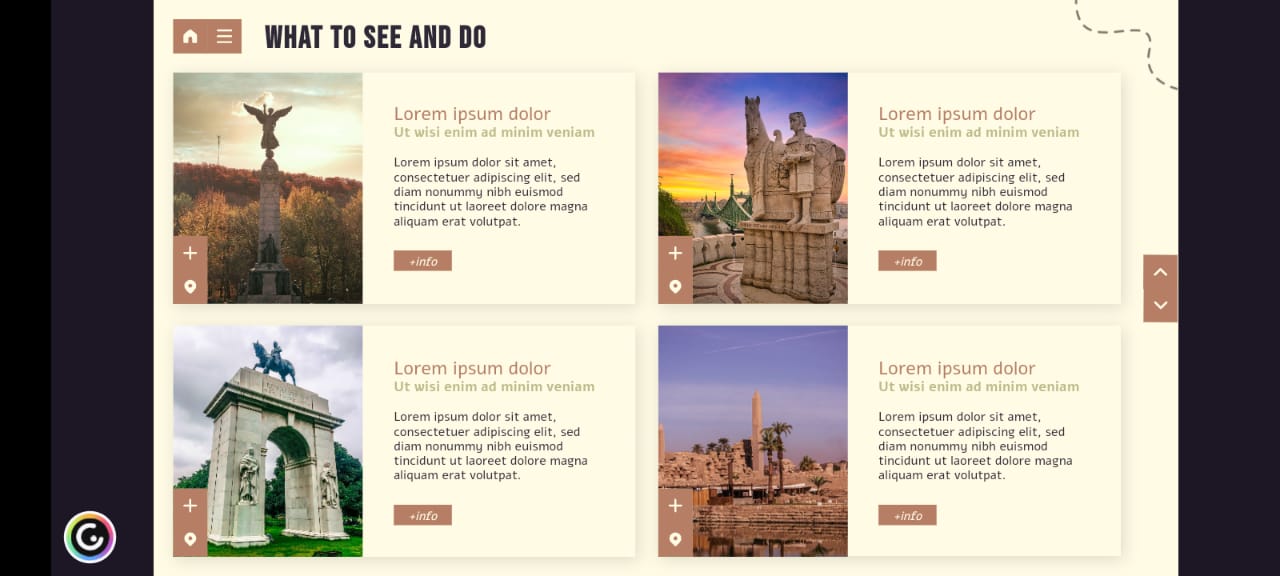 WHAT TO SEE AND DO
Lorem ipsum dolor
Ut wisi enim ad minim veniam
Lorem ipsum dolor sit amet,
consectetuer adipiscing elit, sed
diam nonummy nibh euismod
tincidunt ut laoreet dolore magna
aliquam erat volutpat.
+info
Lorem ipsum dolor
Ut wisi enim ad minim veniam
Lorem ipsum dolor sit amet,
consectetuer adipiscing elit, sed
diam nonummy nibh euismod
tincidunt ut laoreet dolore magna
aliquam erat volutpat.
+info
Lorem ipsum dolor
Ut wisi enim ad minim veniam
Lorem ipsum dolor sit amet,
consectetuer adipiscing elit, sed
diam nonummy nibh euismod
tincidunt ut laoreet dolore magna
aliquam erat volutpat.
+info
Lorem ipsum dolor
Ut wisi enim ad minim veniam
Lorem ipsum dolor sit amet,
consectetuer adipiscing elit, sed
diam nonummy nibh euismod
tincidunt ut laoreet dolore magna
aliquam erat volutpat.
+info